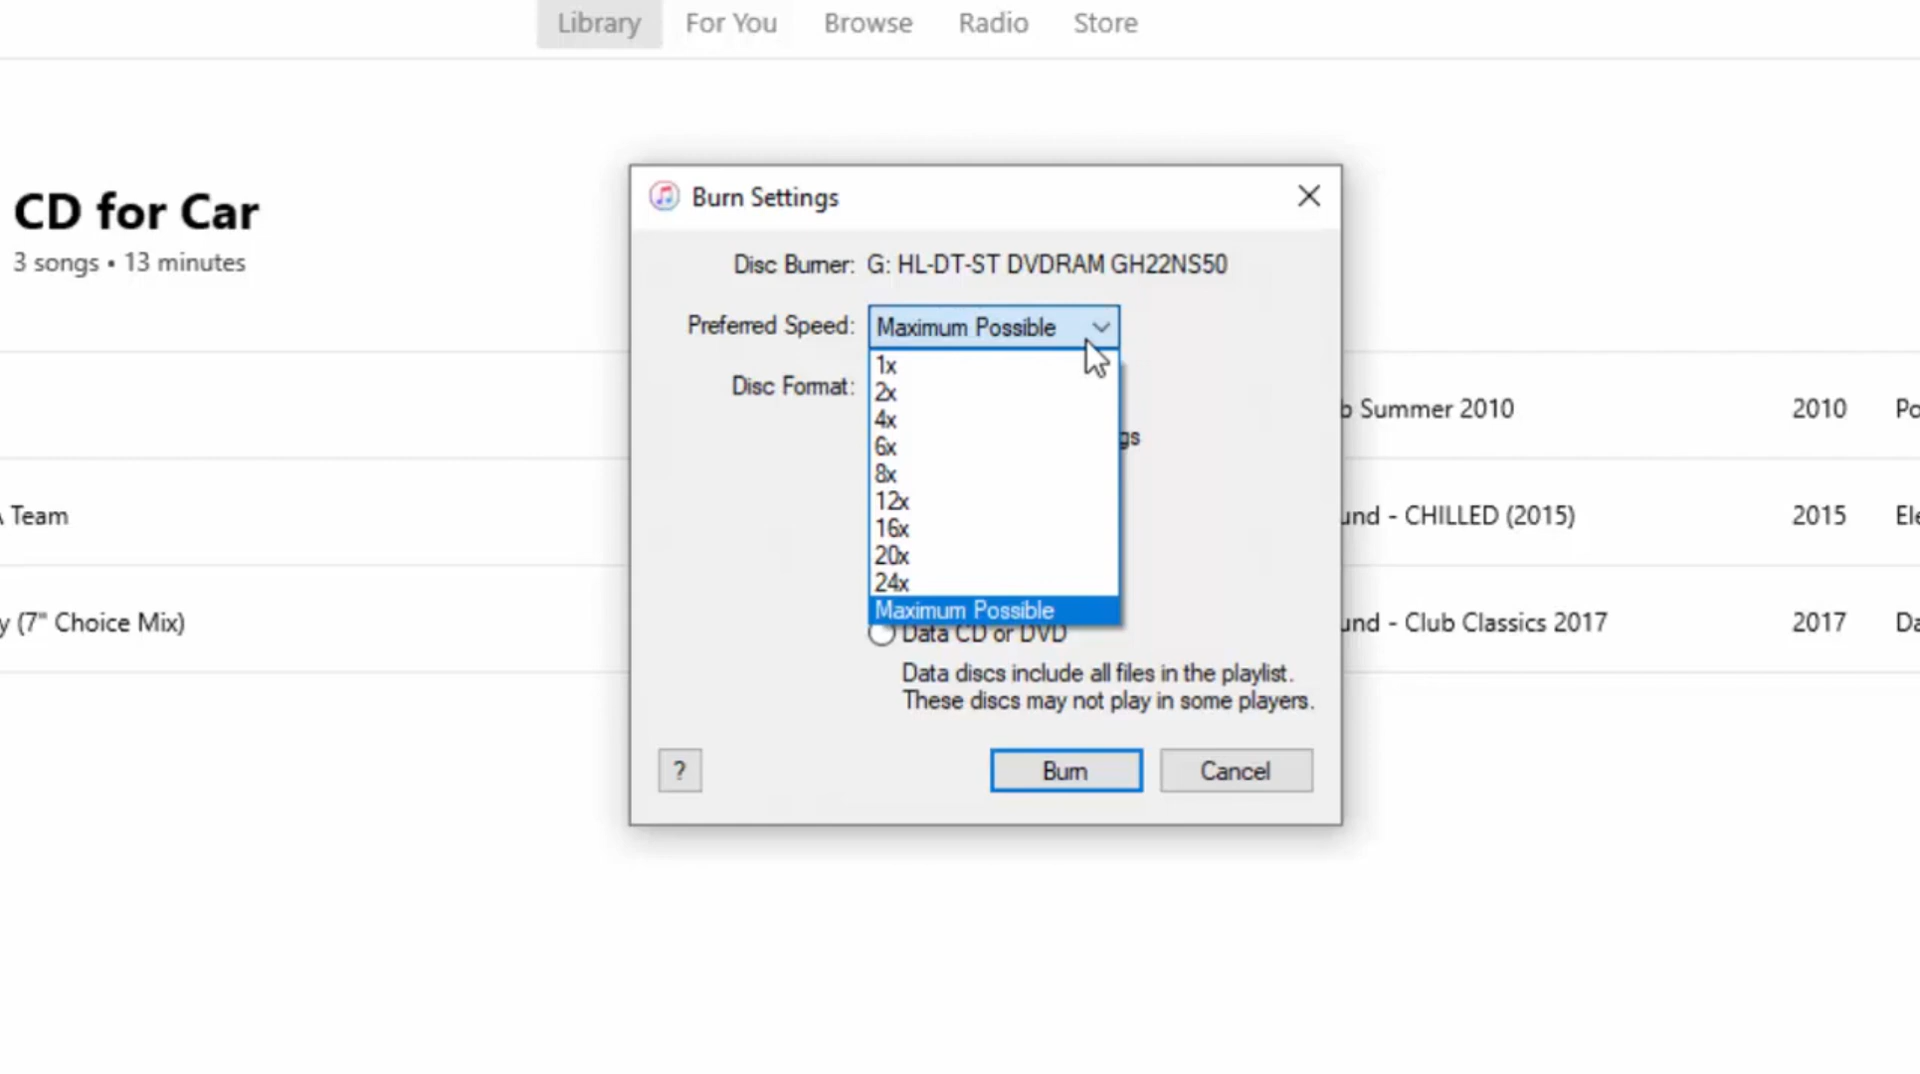 Library For You Browse Radio Store
CD for Car
3 songs • 13 minutes
Burn Settings
Disc Burner: G: HL-DT-ST DVDRAM GH22NS50
Preferred Speed: Maximum Possible
1x
Disc Format:
2x
4x
6x
8x
12x
16x
20x
24x
Maximum Possible
Data CD or DVD
Data discs include all files in the playlist.
These discs may not play in some players.
? Burn Cancel
Summer 2010 2010
Team - CHILLED (2015) 2015
(7" Choice Mix) - Club Classics 2017 2017